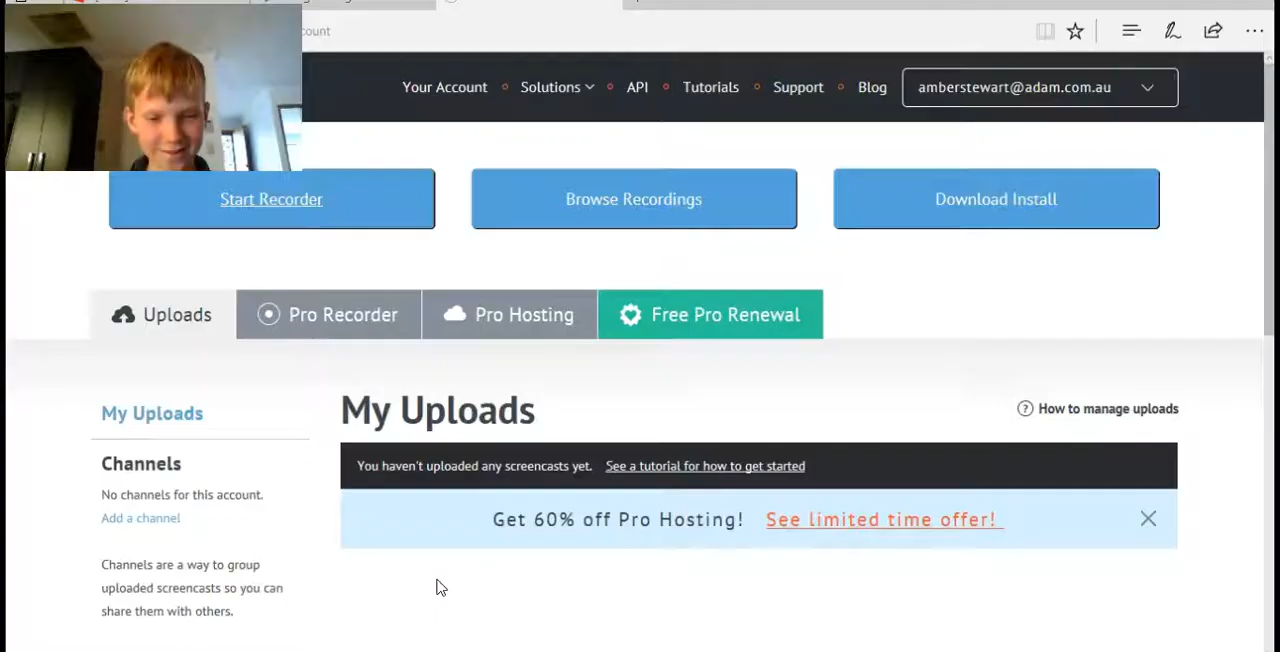 count
Your Account Solutions API Tutorials Support Blog amberstewart@adam.com.au
Start Recorder Browse Recordings Download Install
Uploads Pro Recorder Pro Hosting Free Pro Renewal
My Uploads
Channels
No channels for this account.
Add a channel
Channels are a way to group
uploaded screencasts so you can
share them with others.
My Uploads
? How to manage uploads
You haven't uploaded any screencasts yet. See a tutorial for how to get started
Get 60% off Pro Hosting! See limited time offer!